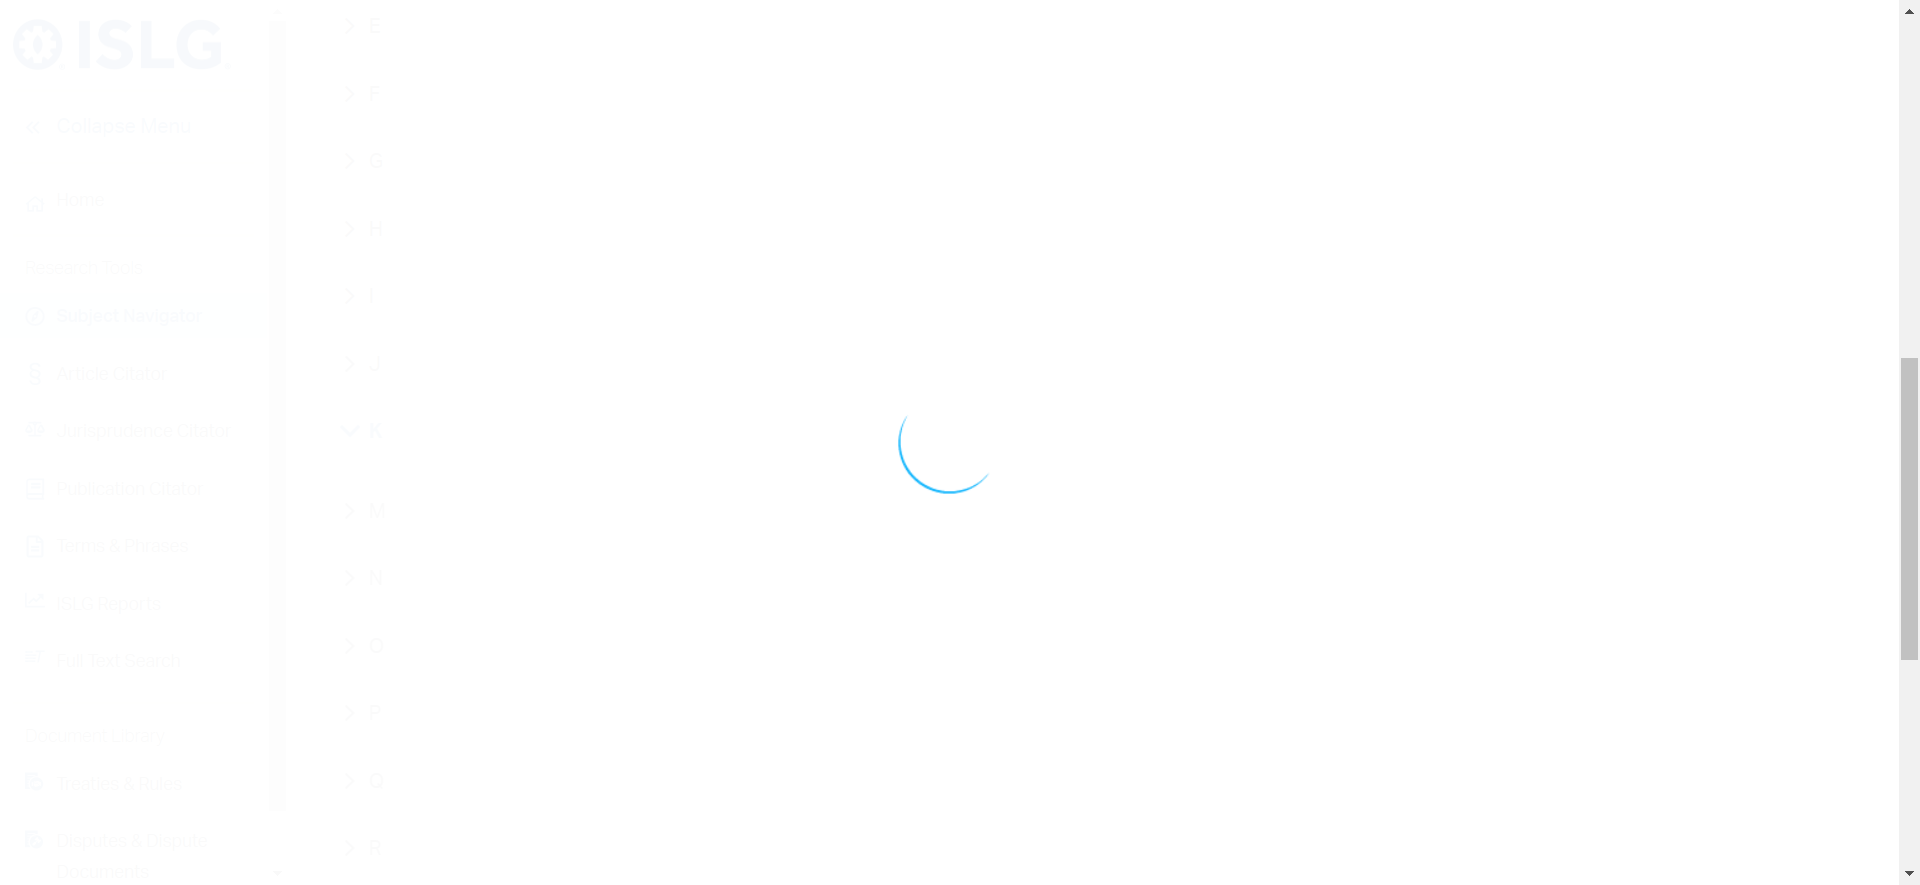 ISLG
Collapse Menu
Home
Research Tools
Subject Navigator
Article Citator
Jurisprudence Citator
Publication Citator
Terms & Phrases
ISLG Reports
Full Text Search
Document Library
Treaties & Rules
Disputes & Dispute
Documents
E
F
G
H
I
J
K
M
N
O
P
Q
R